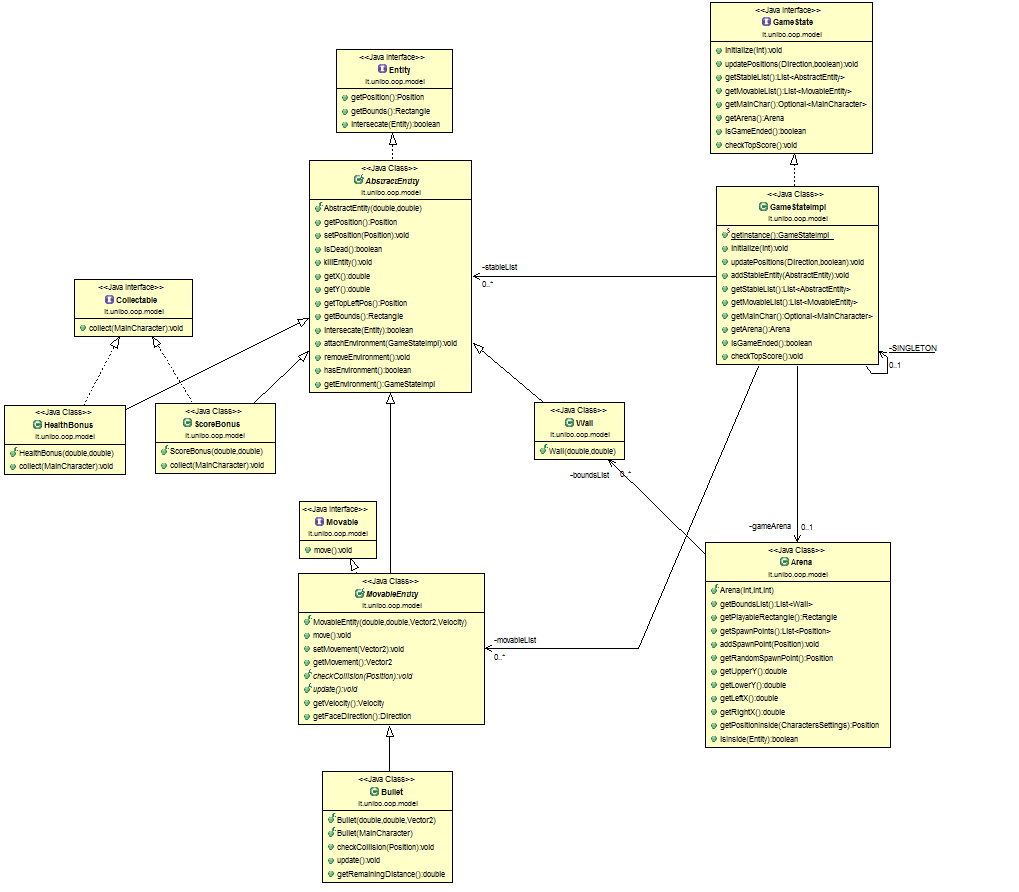 <<Java Interface>>
GameState
it.unibo.oop.model
initialize(int):void
updatePositions(Direction,boolean):void
getStableList():List<AbstractEntity>
getMovableList():List<MovableEntity>
getMainChar():Optional<MainCharacter>
getArena():Arena
isGameEnded():boolean
checkTopScore():void
<<Java Interface>>
Entity
it.unibo.oop.model
getPosition():Position
getBounds():Rectangle
intersecate(Entity):boolean
<<Java Class>>
AbstractEntity
it.unibo.oop.model
AbstractEntity(double,double)
getPosition():Position
setPosition(Position):void
isDead():boolean
killEntity():void
getX():double
getY():double
getTopLeftPos():Position
getBounds():Rectangle
intersecate(Entity):boolean
attachEnvironment(GameStateImpl):void
removeEnvironment():void
hasEnvironment():boolean
getEnvironment():GameStateImpl
<<Java Class>>
GameStateImpl
it.unibo.oop.model
getInstance():GameStateImpl
initialize(int):void
updatePositions(Direction,boolean):void
addStableEntity(AbstractEntity):void
getStableList():List<AbstractEntity>
getMovableList():List<MovableEntity>
getMainChar():Optional<MainCharacter>
getArena():Arena
isGameEnded():boolean
checkTopScore():void
-stableList
0..*
-SINGLETON
0..1
<<Java Interface>>
Collectable
it.unibo.oop.model
collect(MainCharacter):void
<<Java Class>>
HealthBonus
it.unibo.oop.model
HealthBonus(double,double)
collect(MainCharacter):void
<<Java Class>>
ScoreBonus
it.unibo.oop.model
ScoreBonus(double,double)
collect(MainCharacter):void
<<Java Class>>
Wall
it.unibo.oop.model
Wall(double,double)
-boundsList
0..*
<<Java Interface>>
Movable
it.unibo.oop.model
move():void
-gameArena
0..1
<<Java Class>>
Arena
it.unibo.oop.model
Arena(int,int,int)
getBoundsList():List<Wall>
getPlayableRectangle():Rectangle
getSpawnPoints():List<Position>
addSpawnPoint(Position):void
getRandomSpawnPoint():Position
getUpperY():double
getLowerY():double
getLeftX():double
getRightX():double
getPositionInside(CharactersSettings):Position
isInside(Entity):boolean
<<Java Class>>
MovableEntity
it.unibo.oop.model
MovableEntity(double,double,Vector2,Velocity)
move():void
setMovement(Vector2):void
getMovement():Vector2
checkCollision(Position):void
update():void
getVelocity():Velocity
getFaceDirection():Direction
-movableList
0..*
<<Java Class>>
Bullet
it.unibo.oop.model
Bullet(double,double,Vector2)
Bullet(MainCharacter)
checkCollision(Position):void
update():void
getRemainingDistance():double